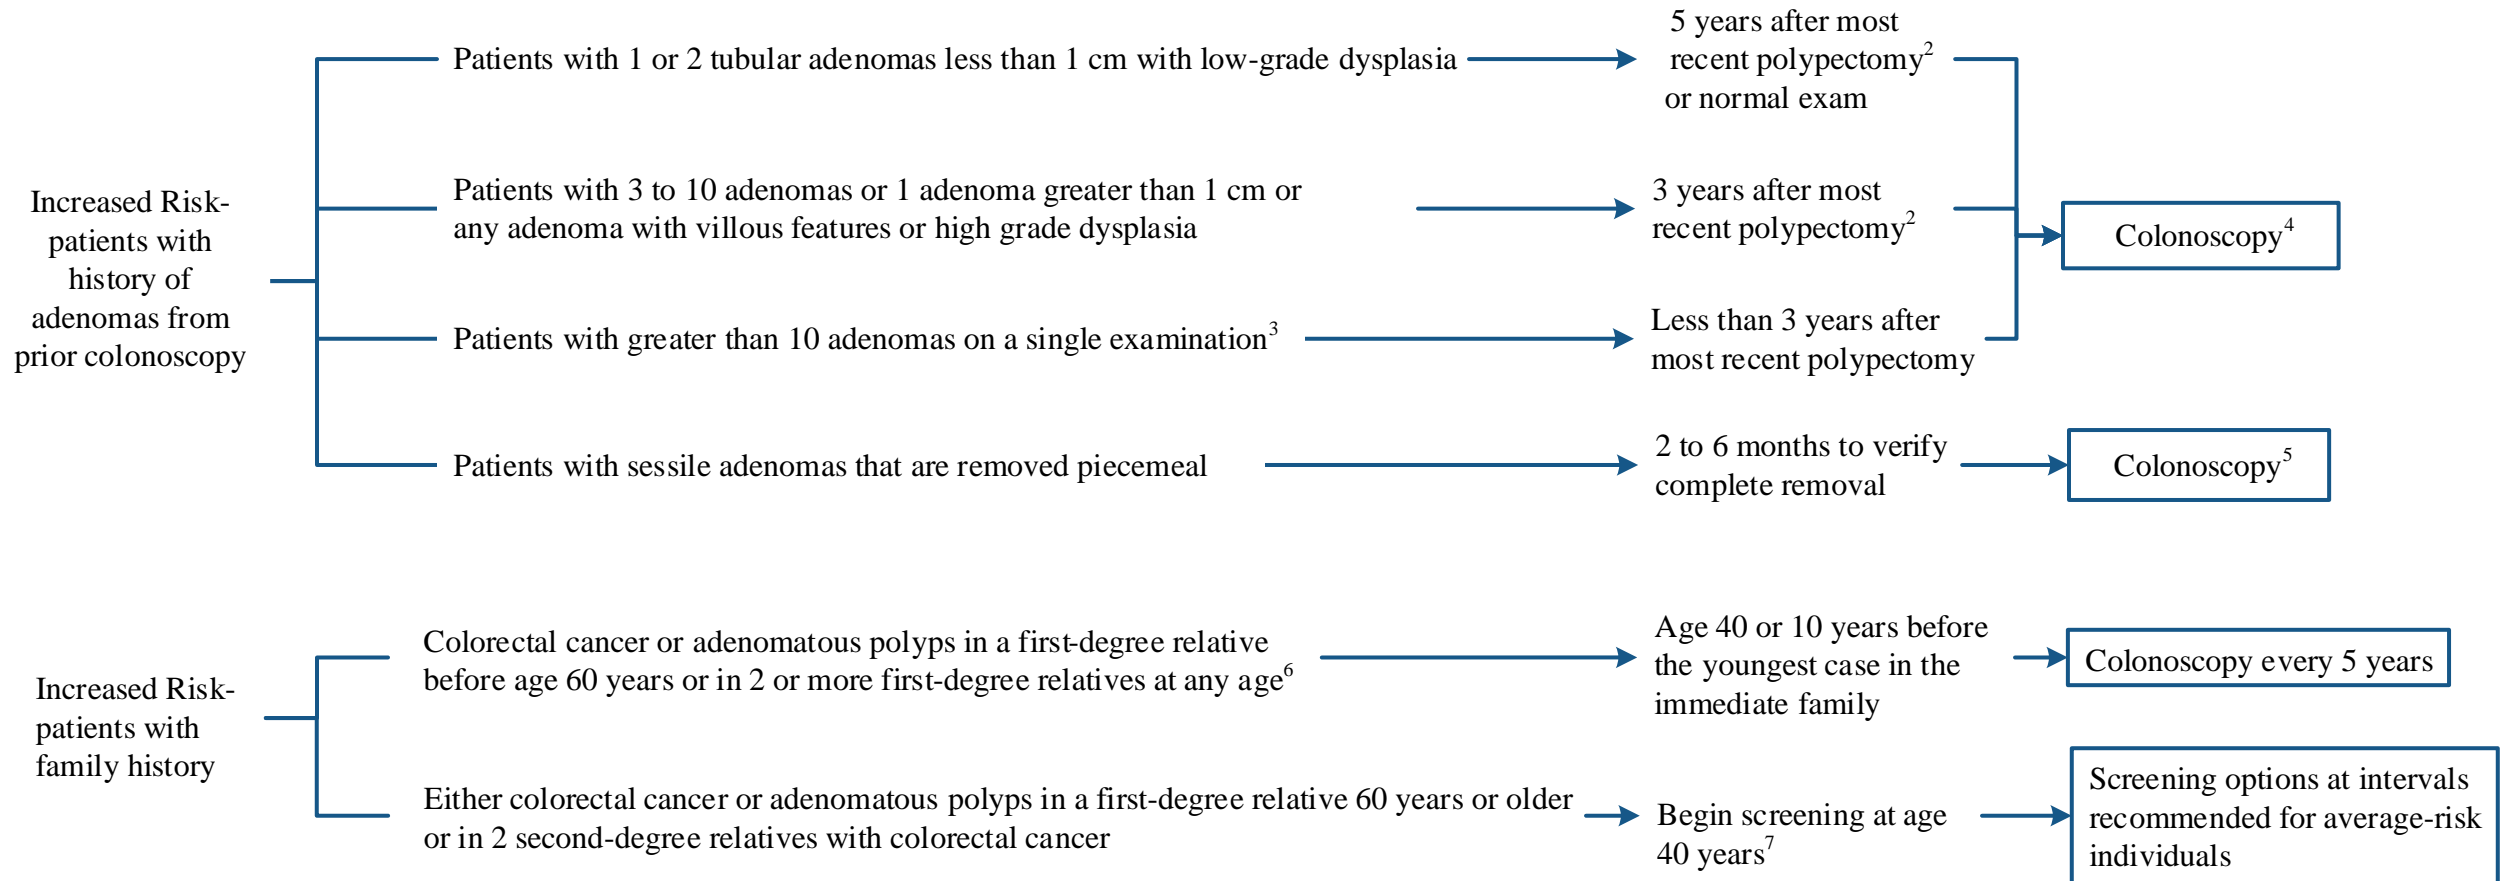 Increased Risk-
patients with
history of
adenomas from
prior colonoscopy
Patients with 1 or 2 tubular adenomas less than 1 cm with low-grade dysplasia
5 years after most
recent polypectomy2
or normal exam
Patients with 3 to 10 adenomas or 1 adenoma greater than 1 cm or
any adenoma with villous features or high grade dysplasia
3 years after most
recent polypectomy2
Patients with greater than 10 adenomas on a single examination3
Less than 3 years after
most recent polypectomy
Colonoscopy4
Patients with sessile adenomas that are removed piecemeal
2 to 6 months to verify
complete removal
Colonoscopy5
Increased Risk-
patients with
family history
Colorectal cancer or adenomatous polyps in a first-degree relative
before age 60 years or in 2 or more first-degree relatives at any age6
Age 40 or 10 years before
the youngest case in the
immediate family
Colonoscopy every 5 years
Either colorectal cancer or adenomatous polyps in a first-degree relative 60 years or older
or in 2 second-degree relatives with colorectal cancer
Begin screening at age
40 years7
Screening options at intervals
recommended for average-risk
individuals